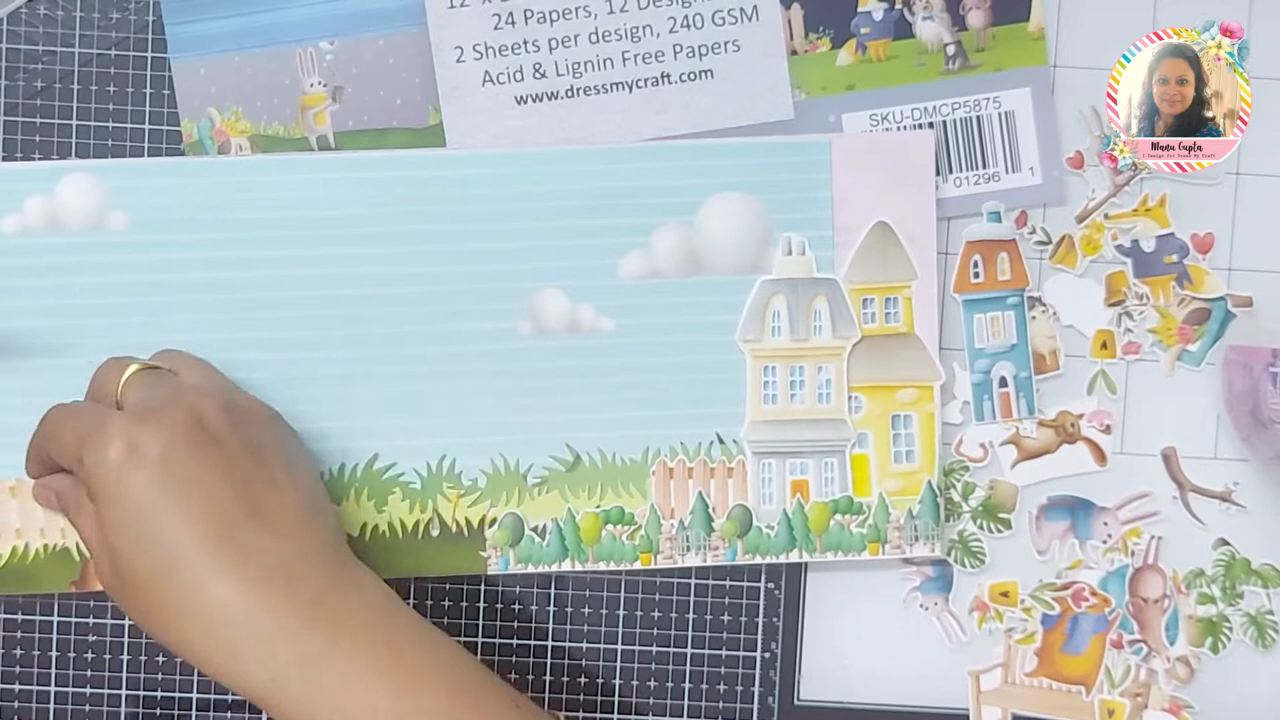 24 Papers, 12
2 Sheets per design, 240 GSM
Acid & Lignin Free Papers
www.dressmycraft.com
SKU-DMCP5875
01296 1
Manu Gupta
I Design for Dress My Craft
A
A